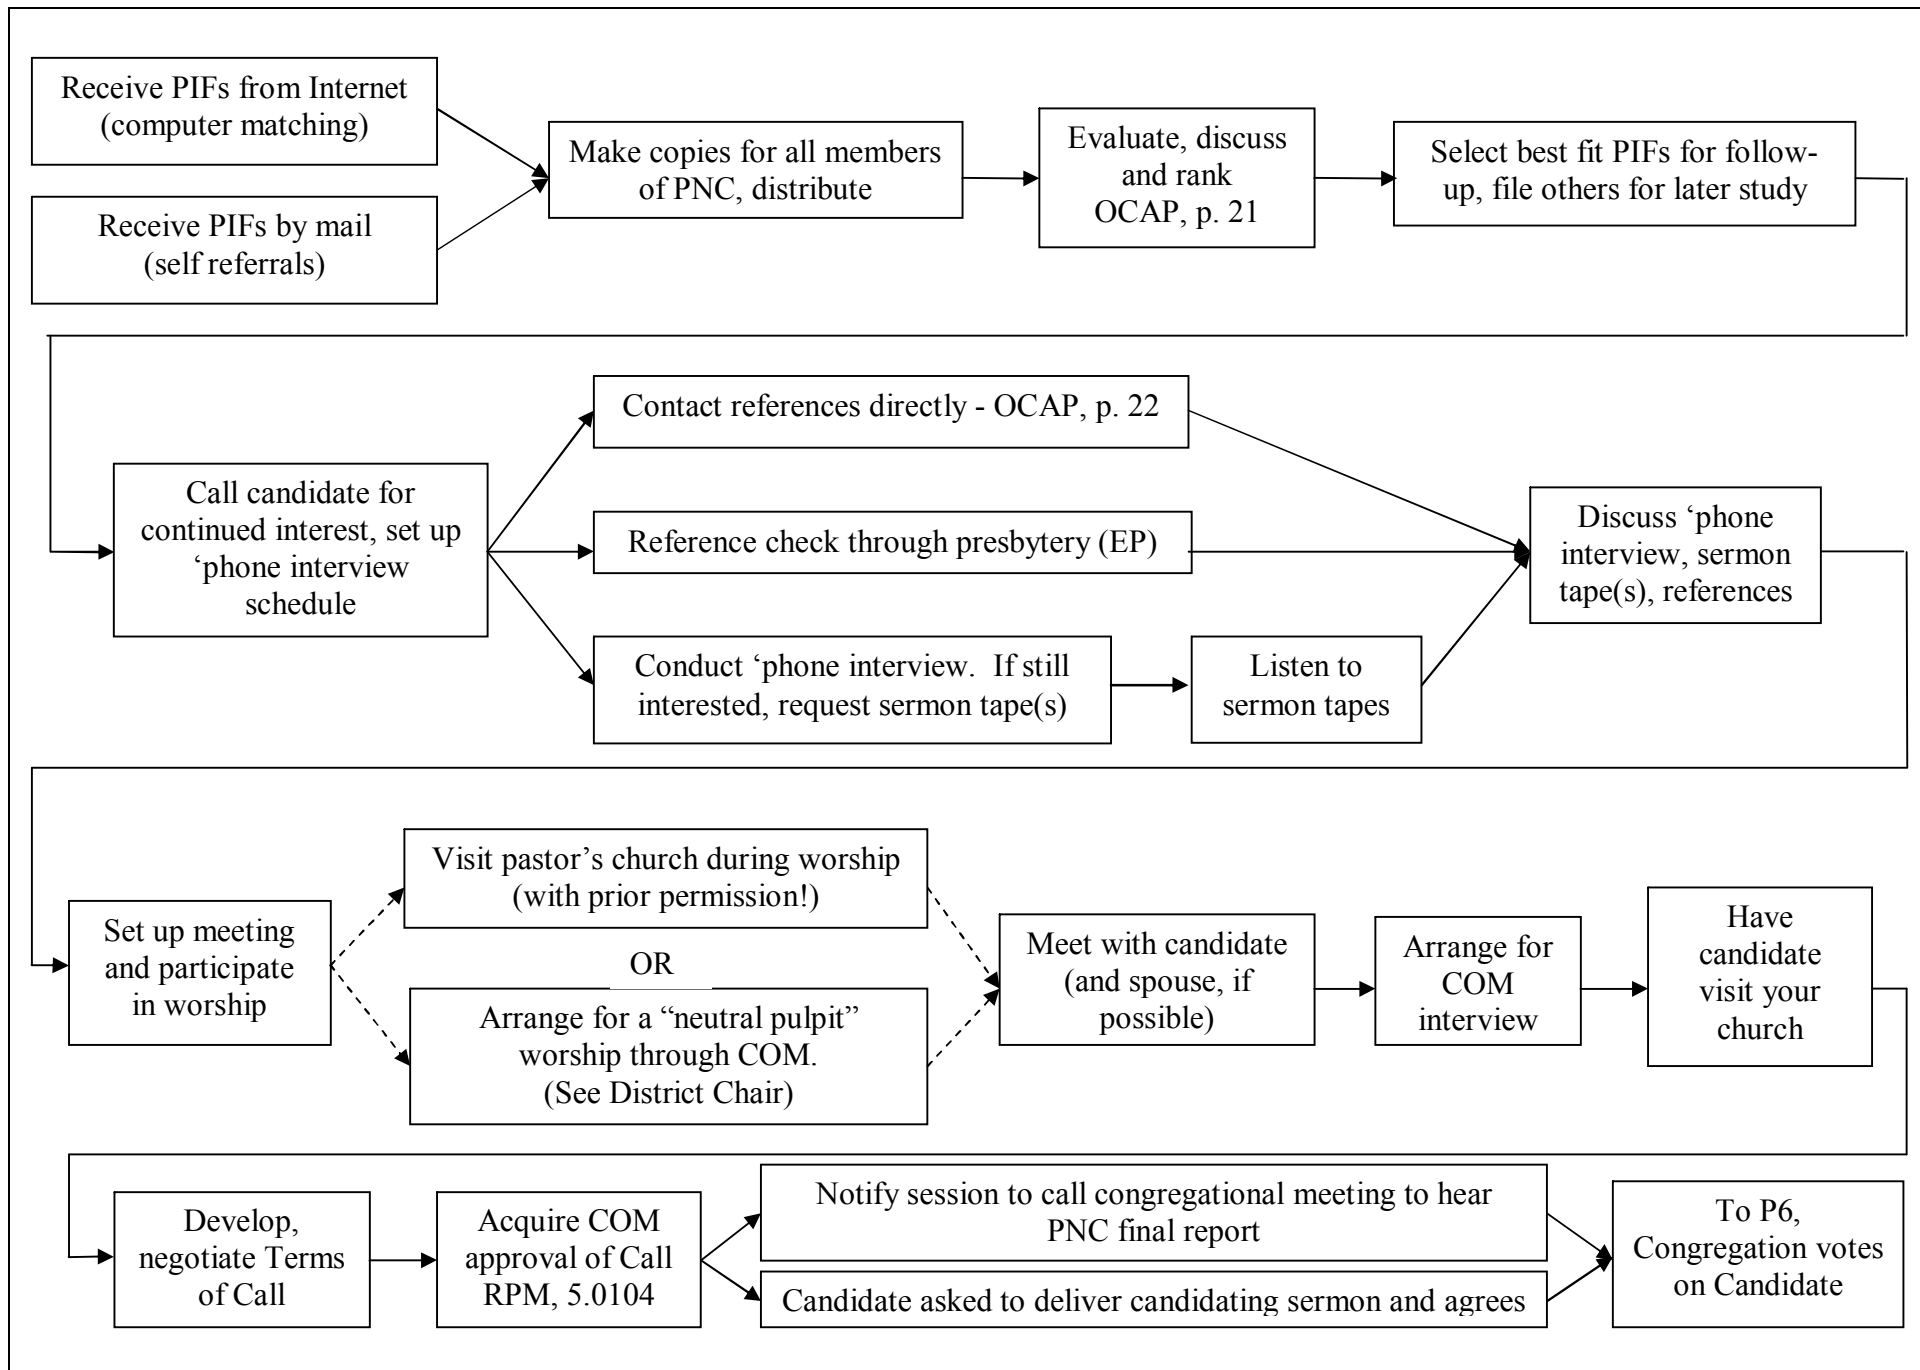 Receive PIFs from Internet
(computer matching)
Receive PIFs by mail
(self referrals)
Make copies for all members
of PNC, distribute
Evaluate, discuss
and rank
OCAP, p. 21
Select best fit PIFs for follow-
up, file others for later study
Call candidate for
continued interest, set up
‘phone interview
schedule
Contact references directly - OCAP, p. 22
Reference check through presbytery (EP)
Conduct ‘phone interview.  If still
interested, request sermon tape(s)
Listen to
sermon tapes
Discuss ‘phone
interview, sermon
tape(s), references
Set up meeting
and participate
in worship
Visit pastor’s church during worship
(with prior permission!)
OR
Arrange for a “neutral pulpit”
worship through COM.
(See District Chair)
Meet with candidate
(and spouse, if
possible)
Arrange for
COM
interview
Have
candidate
visit your
church
Develop,
negotiate Terms
of Call
Acquire COM
approval of Call
RPM, 5.0104
Notify session to call congregational meeting to hear
PNC final report
Candidate asked to deliver candidating sermon and agrees
To P6,
Congregation votes
on Candidate